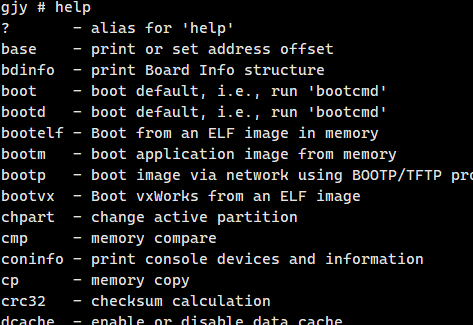 gjy # help
?       - alias for 'help'
base    - print or set address offset
bdinfo  - print Board Info structure
boot    - boot default, i.e., run 'bootcmd'
bootd   - boot default, i.e., run 'bootcmd'
bootelf - Boot from an ELF image in memory
bootm   - boot application image from memory
bootp   - boot image via network using BOOTP/TFTP pro
bootvx  - Boot vxWorks from an ELF image
chpart  - change active partition
cmp     - memory compare
coninfo - print console devices and information
cp      - memory copy
crc32   - checksum calculation
dcache  - enable or disable data cache